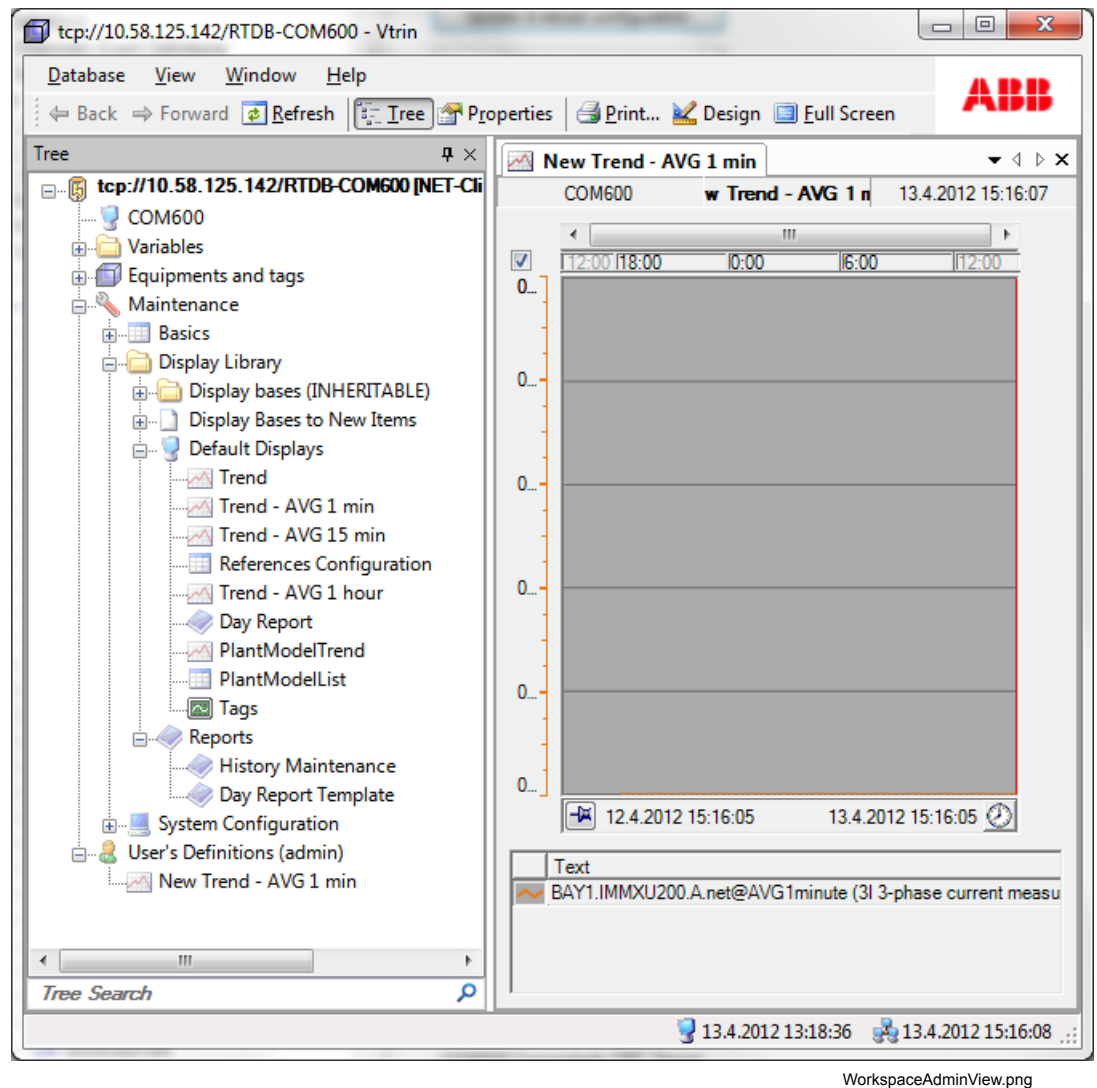 tcp://10.58.125.142/RTDB-COM600 - Vtrin
Database View Window Help
ABB
Back Forward Refresh Tree Properties Print... Design Full Screen
Tree
tcp://10.58.125.142/RTDB-COM600 [NET-Cli
COM600
Variables
Equipments and tags
Maintenance
Basics
Display Library
Display bases (INHERITABLE)
Display Bases to New Items
Default Displays
Trend
Trend - AVG 1 min
Trend - AVG 15 min
References Configuration
Trend - AVG 1 hour
Day Report
PlantModelTrend
PlantModelList
Tags
Reports
History Maintenance
Day Report Template
System Configuration
User's Definitions (admin)
New Trend - AVG 1 min
Tree Search
New Trend - AVG 1 min
COM600 w Trend - AVG 1 m 13.4.2012 15:16:07
12:00 18:00 0:00 6:00 12:00
0...
0...
0...
0...
0...
0...
12.4.2012 15:16:05 13.4.2012 15:16:05
Text
BAY1.IMMXU200.A.net@AVG1minute (3I 3-phase current measu
13.4.2012 13:18:36 13.4.2012 15:16:08
WorkspaceAdminView.png